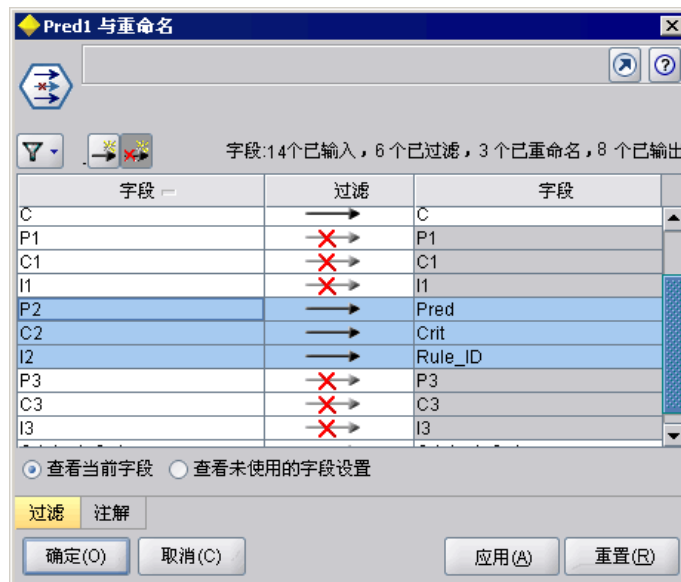 Pred1 与重命名
字段:14个已输入，6个已过滤，3个已重命名，8 个已输出
字段 过滤 字段
C C
P1 P1
C1 C1
I1 I1
P2 Pred
C2 Crit
I2 Rule_ID
P3 P3
C3 C3
I3 I3
查看当前字段 查看未使用的字段设置
过滤 注解
确定(O) 取消(C) 应用(A) 重置(R)